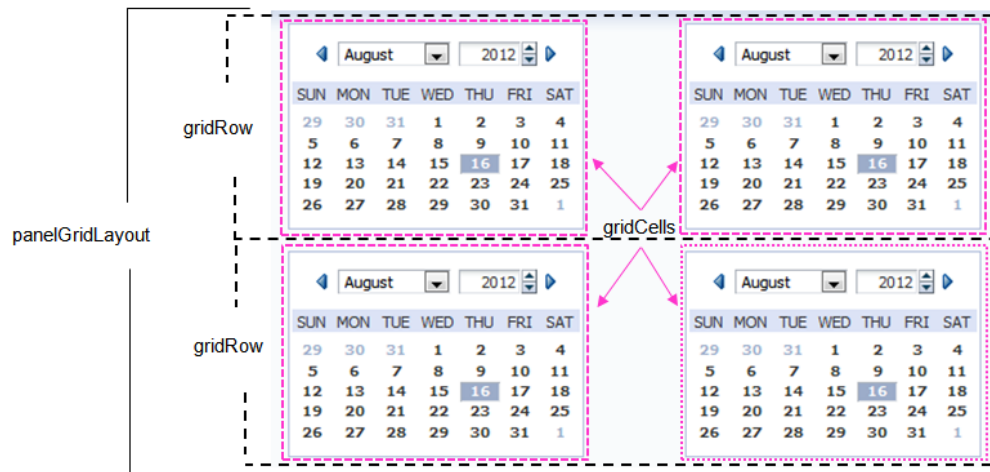 August 2012 August 2012
SUN MON TUE WED THU FRI SAT SUN MON TUE WED THU FRI SAT
29 30 31 1 2 3 4 29 30 31 1 2 3 4
gridRow
5 6 7 8 9 10 11 5 6 7 8 9 10 11
12 13 14 15 16 17 18 12 13 14 15 16 17 18
19 20 21 22 23 24 25 19 20 21 22 23 24 25
26 27 28 29 30 31 1 26 27 28 29 30 31 1
gridCells
panelGridLayout
August 2012 August 2012
SUN MON TUE WED THU FRI SAT SUN MON TUE WED THU FRI SAT
gridRow
29 30 31 1 2 3 4 29 30 31 1 2 3 4
5 6 7 8 9 10 11 5 6 7 8 9 10 11
12 13 14 15 16 17 18 12 13 14 15 16 17 18
19 20 21 22 23 24 25 19 20 21 22 23 24 25
26 27 28 29 30 31 1 26 27 28 29 30 31 1